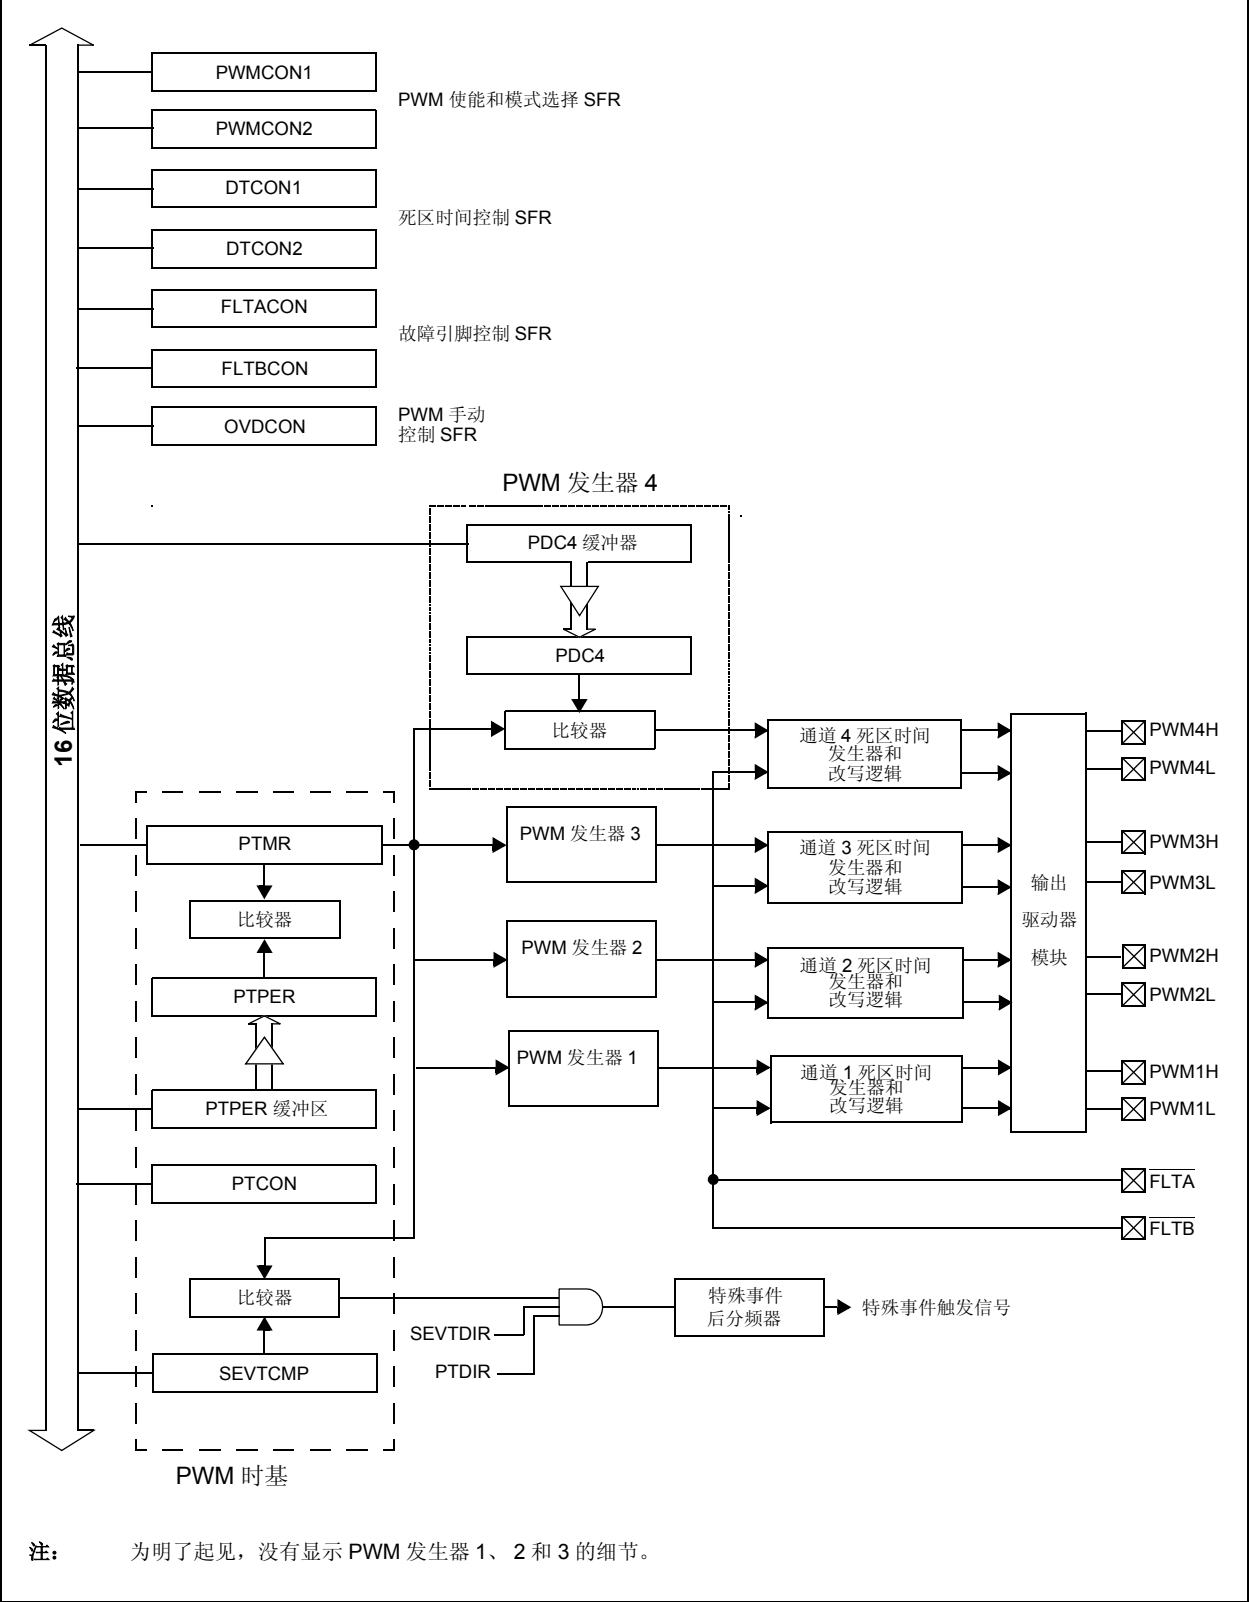 PWMCON1
PWM 使能和模式选择 SFR
PWMCON2
DTCON1
死区时间控制 SFR
DTCON2
FLTACON
故障引脚控制 SFR
FLTBCON
OVDCON
PWM 手动
控制 SFR
PWM 发生器 4
PDC4 缓冲器
PDC4
比较器
16 位数据总线
通道 4 死区时间
发生器和
改写逻辑
PWM4H
PWM4L
PTMR
比较器
PTPER
PTPER 缓冲区
PTCON
比较器
SEVTCMP
PWM 时基
PWM 发生器 3
通道 3 死区时间
发生器和
改写逻辑
PWM3H
PWM3L
输出
驱动器
模块
PWM 发生器 2
通道 2 死区时间
发生器和
改写逻辑
PWM2H
PWM2L
PWM 发生器 1
通道 1 死区时间
发生器和
改写逻辑
PWM1H
PWM1L
FLTA
FLTB
SEVTDIR
PTDIR
特殊事件
后分频器
特殊事件触发信号
注： 为明了起见，没有显示 PWM 发生器 1、 2 和 3 的细节。